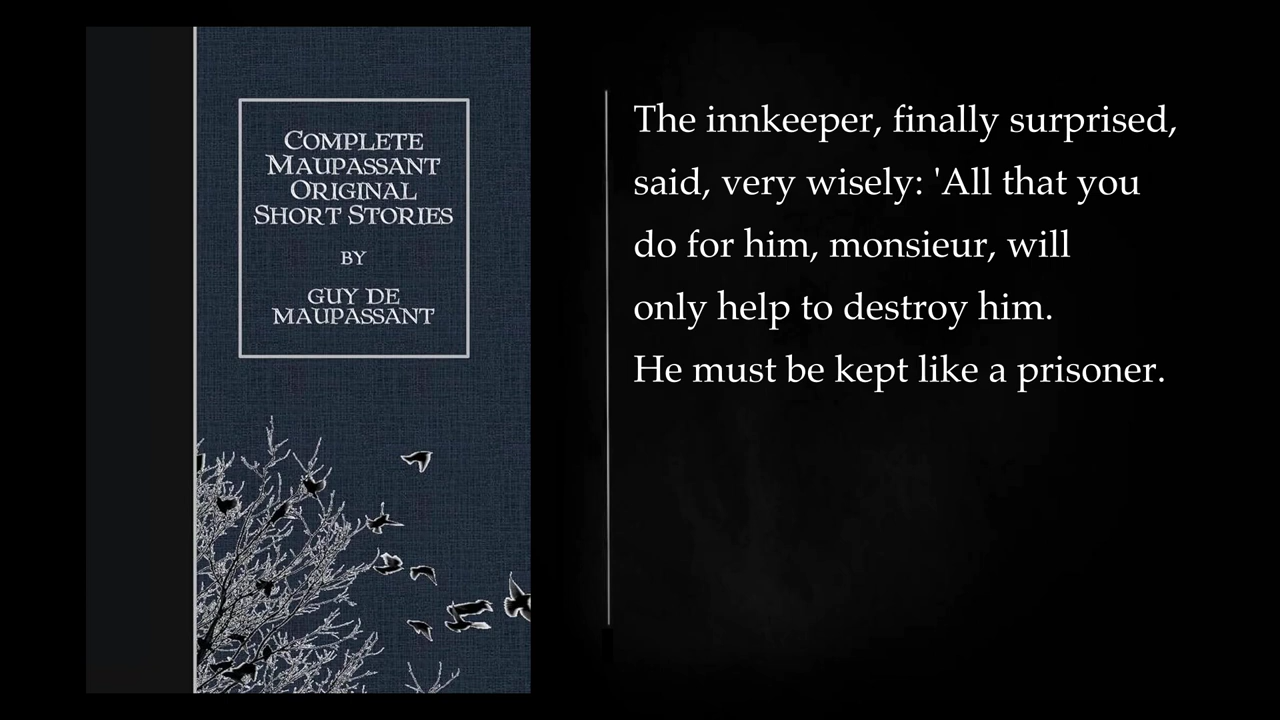 COMPLETE
MAUPASSANT
ORIGINAL
SHORT STORIES
BY
GUY DE
MAUPASSANT
The innkeeper, finally surprised,
said, very wisely: 'All that you
do for him, monsieur, will
only help to destroy him.
He must be kept like a prisoner.